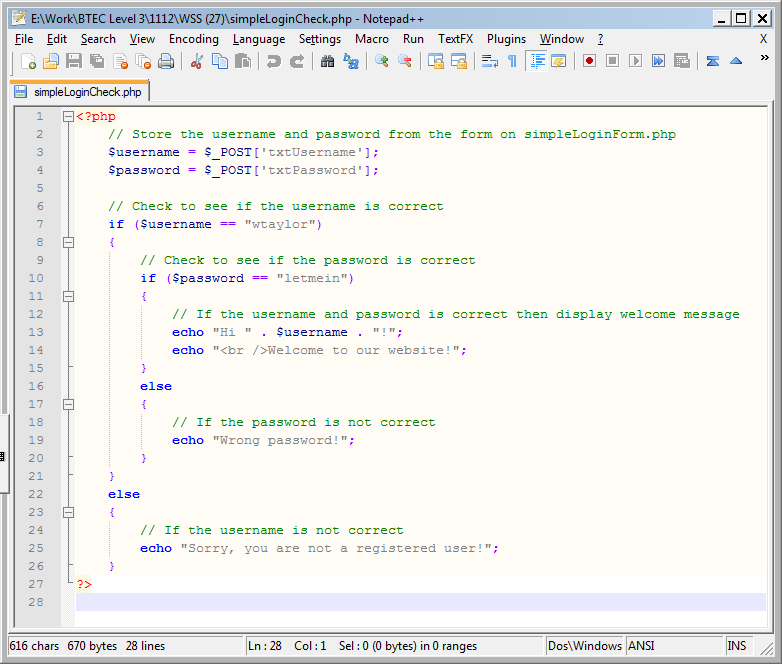 E:\Work\BTEC Level 3\1112\WSS (27)\simpleLoginCheck.php - Notepad++
File Edit Search View Encoding Language Settings Macro Run TextFX Plugins Window ? X
simpleLoginCheck.php
1 <?php
2 // Store the username and password from the form on simpleLoginForm.php
3 $username = $_POST['txtUsername'];
4 $password = $_POST['txtPassword'];
5
6 // Check to see if the username is correct
7 if ($username == "wtaylor")
8 {
9 // Check to see if the password is correct
10 if ($password == "letmein")
11 {
12 // If the username and password is correct then display welcome message
13 echo "Hi " . $username . "!";
14 echo "<br />Welcome to our website!";
15 }
16 else
17 {
18 // If the password is not correct
19 echo "Wrong password!";
20 }
21 }
22 else
23 {
24 // If the username is not correct
25 echo "Sorry, you are not a registered user!";
26 }
27 ?>
28
616 chars 670 bytes 28 lines Ln : 28 Col : 1 Sel : 0 (0 bytes) in 0 ranges Dos\Windows ANSI INS